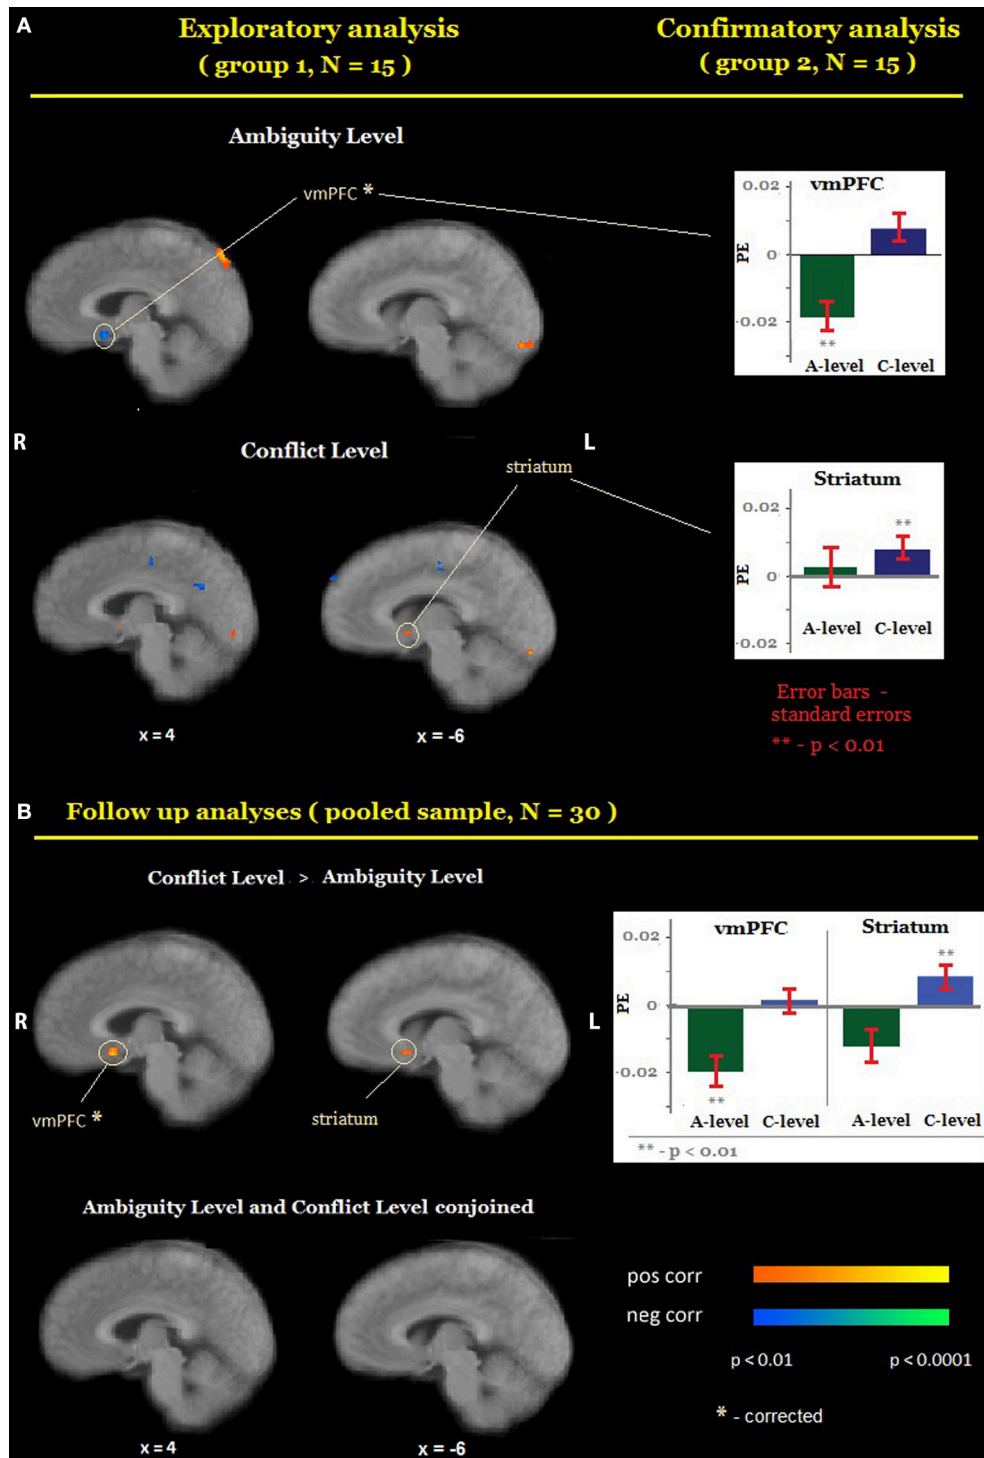 A
Exploratory analysis
( group 1, N = 15 )
Confirmatory analysis
( group 2, N = 15 )
Ambiguity Level
vmPFC *
vmPFC
0.02
0
-0.02
PE
**
A-level C-level
R
L
Conflict Level
striatum
Striatum
0.02
0
-0.02
PE
**
A-level C-level
x = 4
x = -6
Error bars -
standard errors
** - p < 0.01
B
Follow up analyses ( pooled sample, N = 30 )
Conflict Level > Ambiguity Level
R
L
vmPFC *
striatum
vmPFC Striatum
0.02
0
-0.02
PE
**
**
A-level C-level A-level C-level
** - p < 0.01
Ambiguity Level and Conflict Level conjoined
x = 4
x = -6
pos corr
neg corr
p < 0.01 p < 0.0001
* - corrected